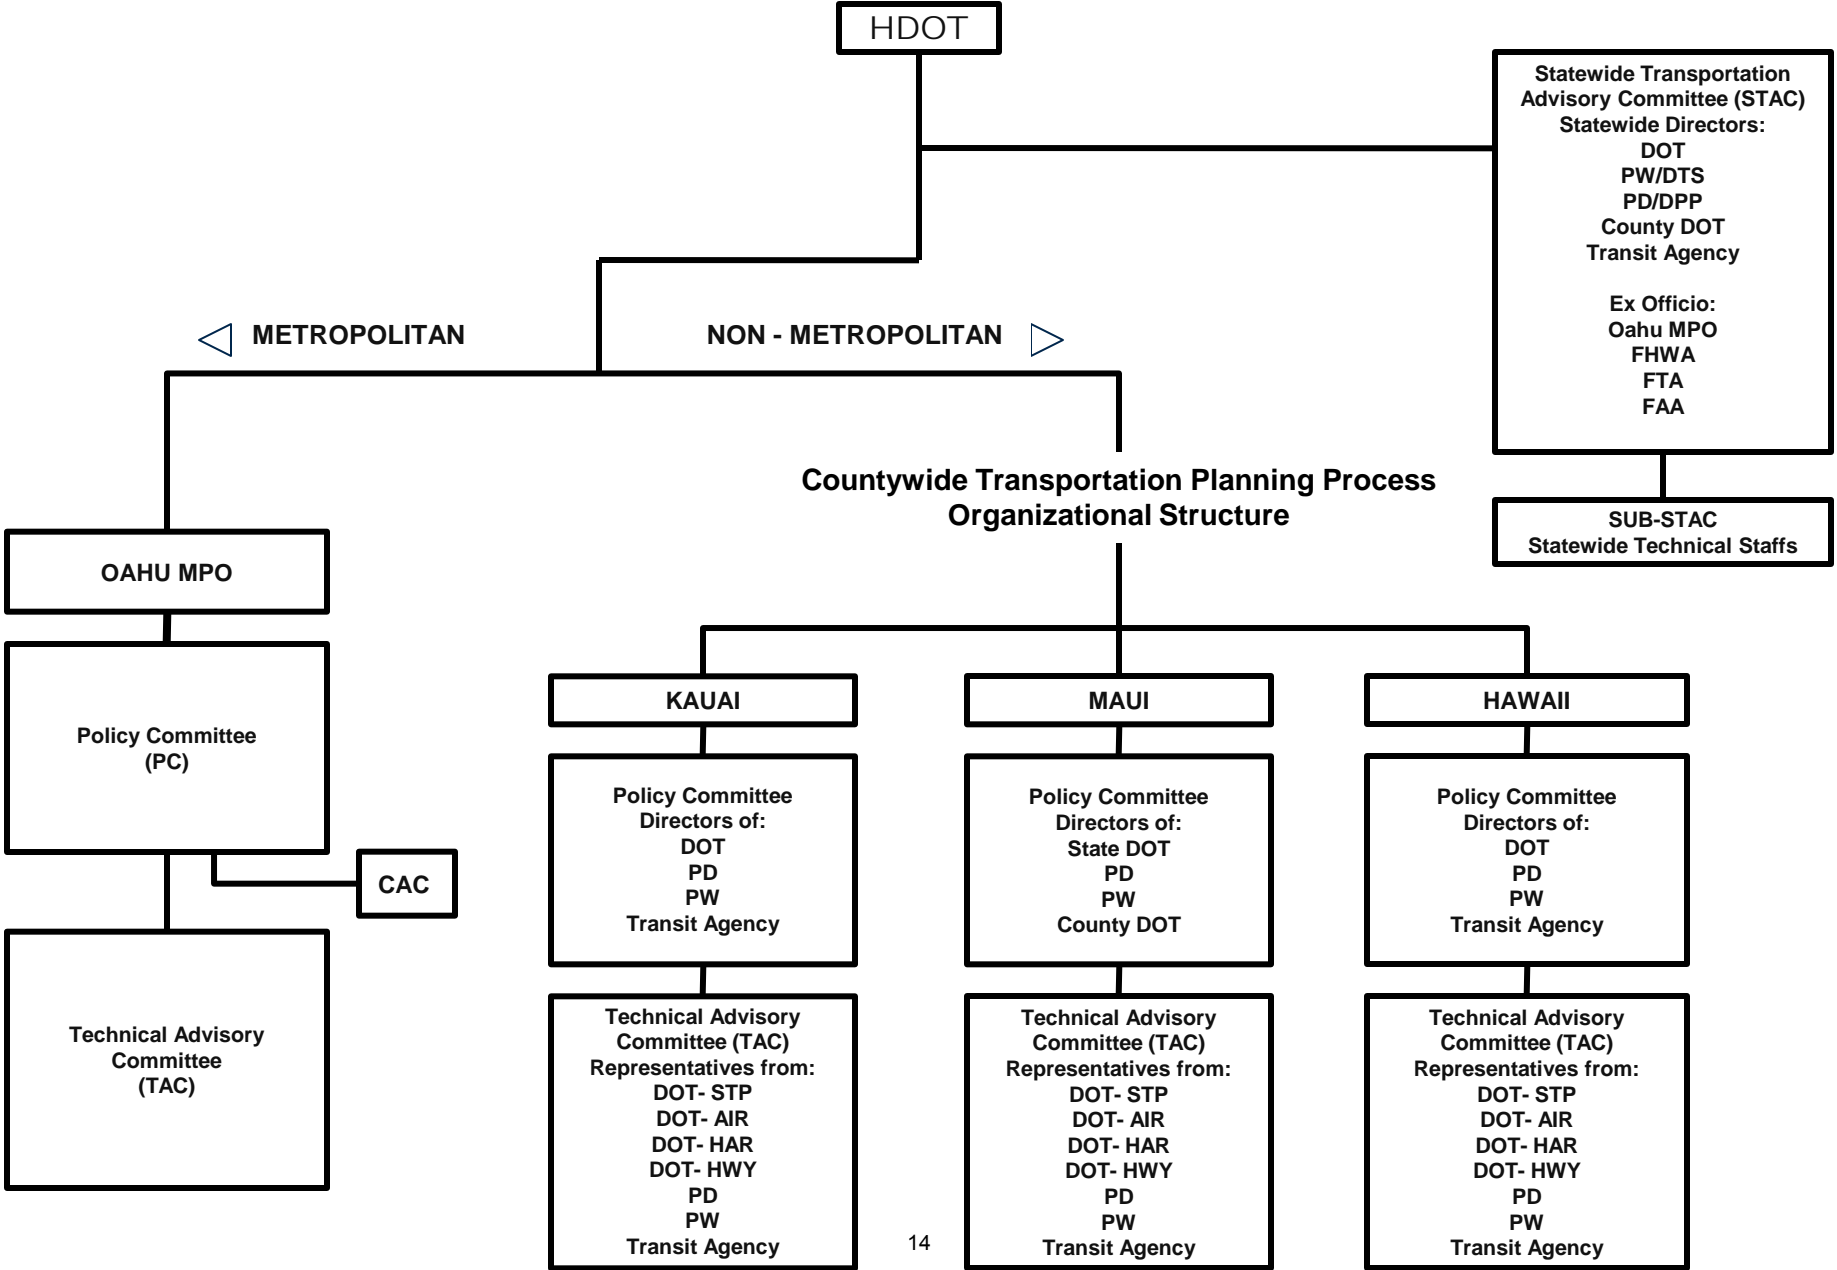 HDOT
Statewide Transportation
Advisory Committee (STAC)
Statewide Directors:
DOT
PW/DTS
PD/DPP
County DOT
Transit Agency
Ex Officio:
Oahu MPO
FHWA
FTA
FAA
SUB-STAC
Statewide Technical Staffs
METROPOLITAN
NON - METROPOLITAN
Countywide Transportation Planning Process
Organizational Structure
OAHU MPO
Policy Committee
(PC)
CAC
Technical Advisory
Committee
(TAC)
KAUAI
Policy Committee
Directors of:
DOT
PD
PW
Transit Agency
Technical Advisory
Committee (TAC)
Representatives from:
DOT- STP
DOT- AIR
DOT- HAR
DOT- HWY
PD
PW
Transit Agency
MAUI
Policy Committee
Directors of:
State DOT
PD
PW
County DOT
Technical Advisory
Committee (TAC)
Representatives from:
DOT- STP
DOT- AIR
DOT- HAR
DOT- HWY
PD
PW
Transit Agency
HAWAII
Policy Committee
Directors of:
DOT
PD
PW
Transit Agency
Technical Advisory
Committee (TAC)
Representatives from:
DOT- STP
DOT- AIR
DOT- HAR
DOT- HWY
PD
PW
Transit Agency
14